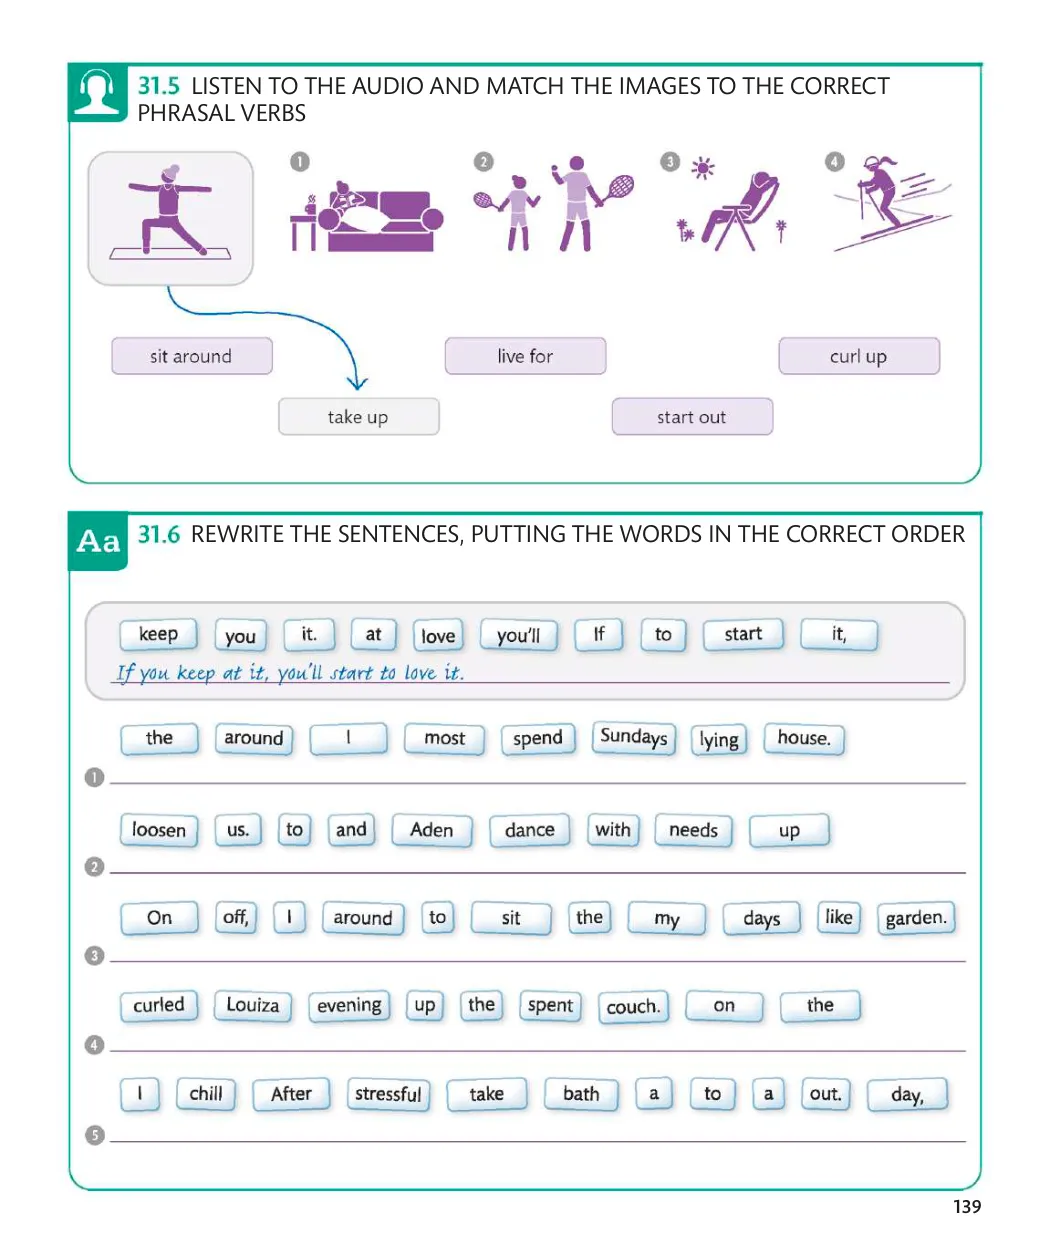 31.5 LISTEN TO THE AUDIO AND MATCH THE IMAGES TO THE CORRECT
PHRASAL VERBS
1 2 3 4
sit around live for curl up
take up start out
Aa 31.6 REWRITE THE SENTENCES, PUTTING THE WORDS IN THE CORRECT ORDER
keep you it. at love you'll If to start it,
If you keep at it, you'll start to love it.
the around I most spend Sundays lying house.
1
loosen us. to and Aden dance with needs up
2
On off, I around to sit the my days like garden.
3
curled Louiza evening up the spent couch. on the
4
I chill After stressful take bath a to a out. day,
5
139